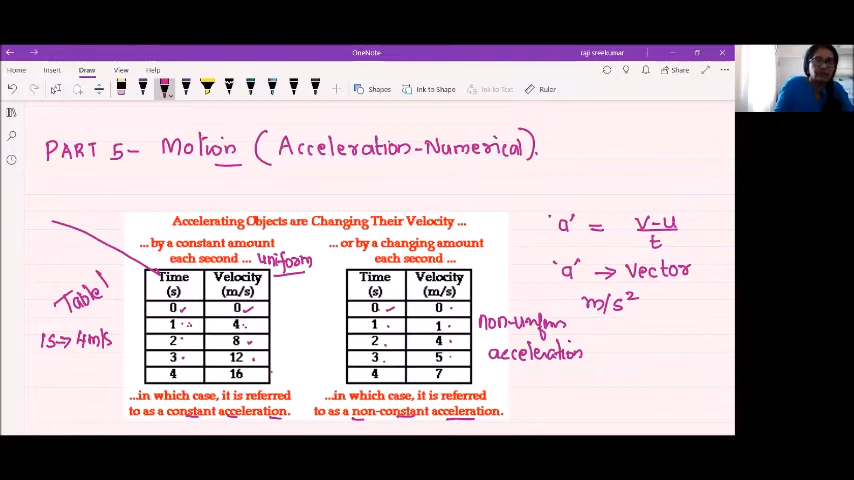 OneNote
raji sreekumar
Home Insert Draw View Help
Share
Shapes Ink to Shape Ink to Text Ruler
PART 5- Motion (Acceleration-Numerical).
Accelerating Objects are Changing Their Velocity ...
... by a constant amount
each second ...
uniform
Time Velocity
(s) (m/s)
0 0
1 4
2 8
3 12
4 16
...in which case, it is referred
to as a constant acceleration.
Table 1
1s → 4m/s
... or by a changing amount
each second ...
Time Velocity
(s) (m/s)
0 0
1 1
2 4
3 5
4 7
...in which case, it is referred
to as a non-constant acceleration.
non-uniform
acceleration
'a' = v-u
t
'a' → Vector
m/s²